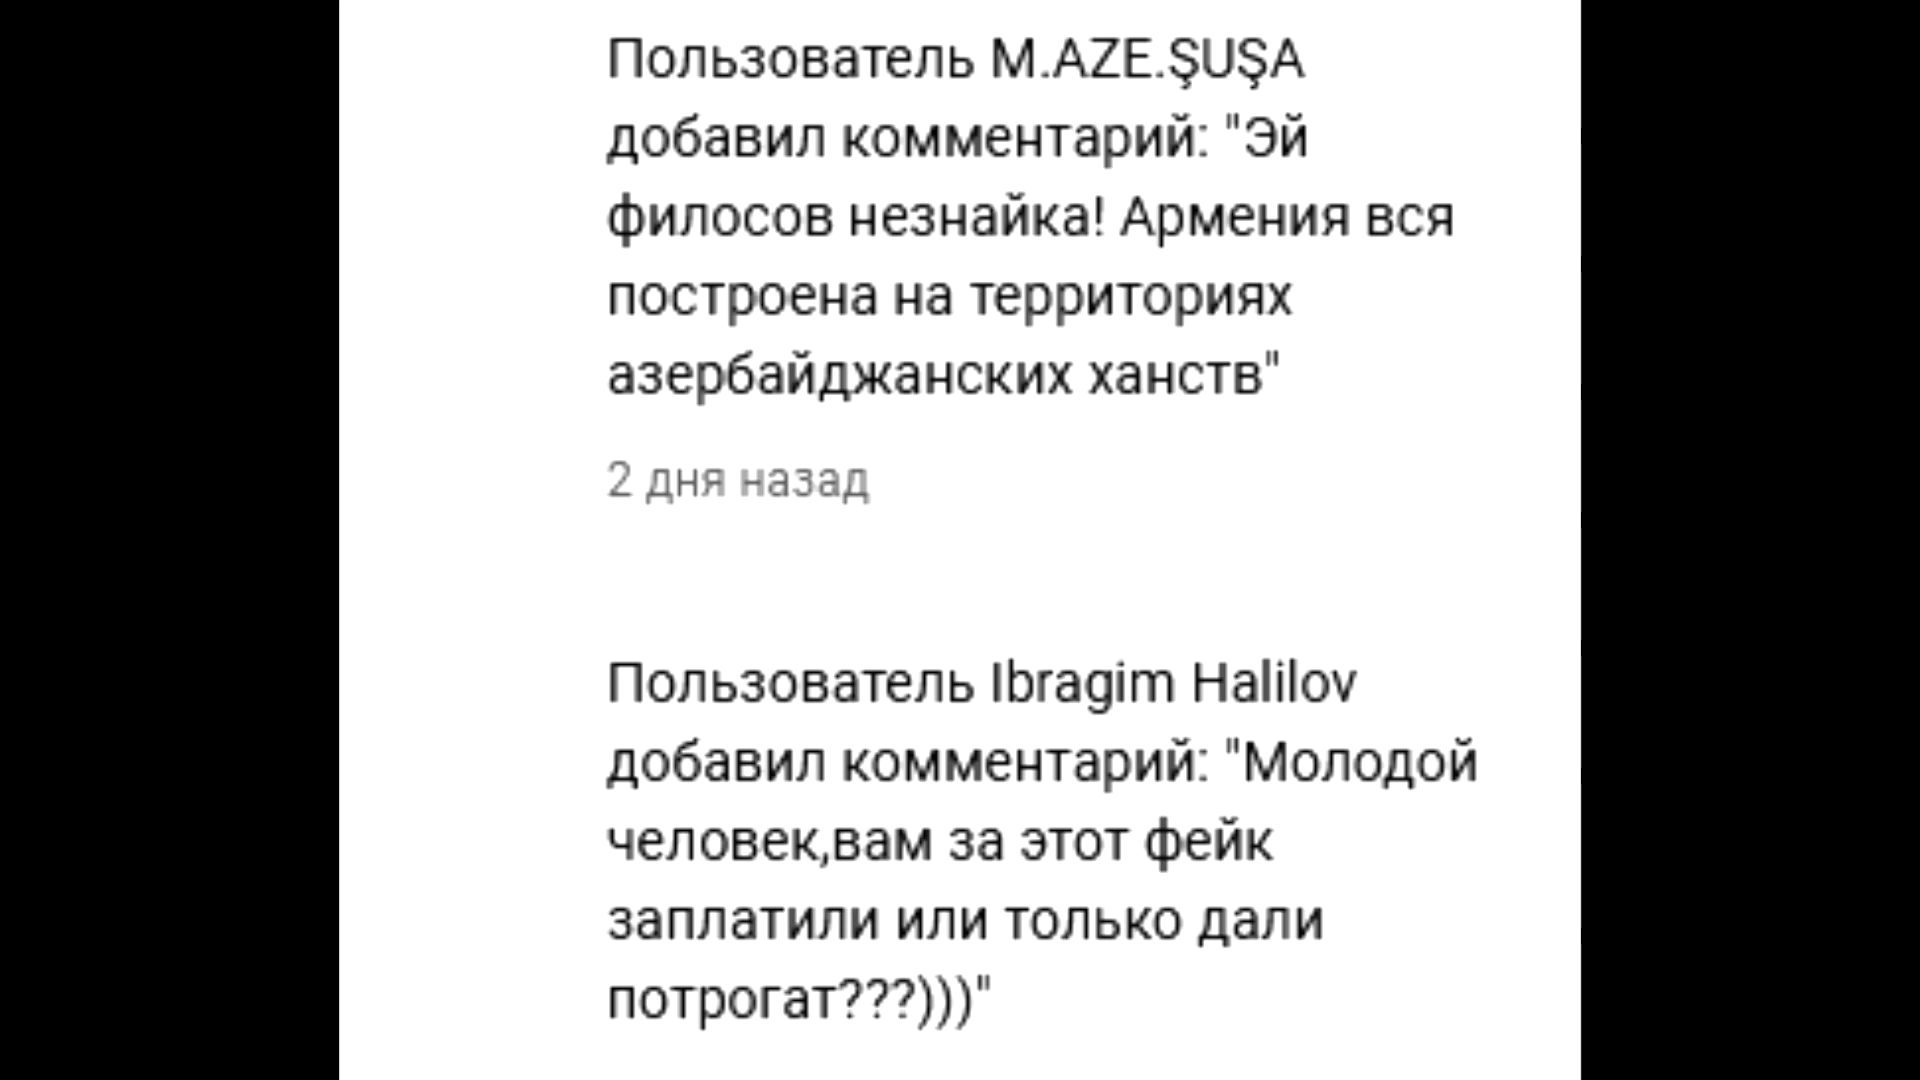 Пользователь M.AZE.ŞUŞA
добавил комментарий: "Эй
филосов незнайка! Армения вся
построена на территориях
азербайджанских ханств"
2 дня назад
Пользователь Ibragim Halilov
добавил комментарий: "Молодой
человек,вам за этот фейк
заплатили или только дали
потрогат???)))"